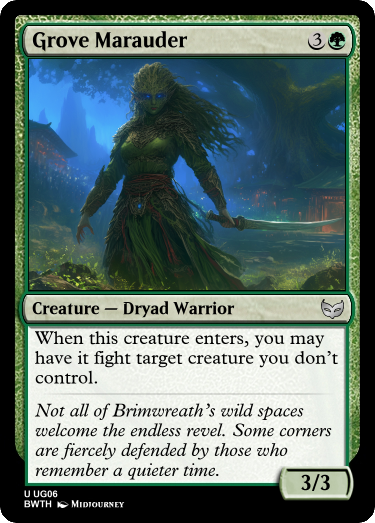 Grove Marauder 3
Creature — Dryad Warrior
When this creature enters, you may
have it fight target creature you don't
control.
Not all of Brimwreath's wild spaces
welcome the endless revel. Some corners
are fiercely defended by those who
remember a quieter time.
3/3
U UG06
BWTH Midjourney